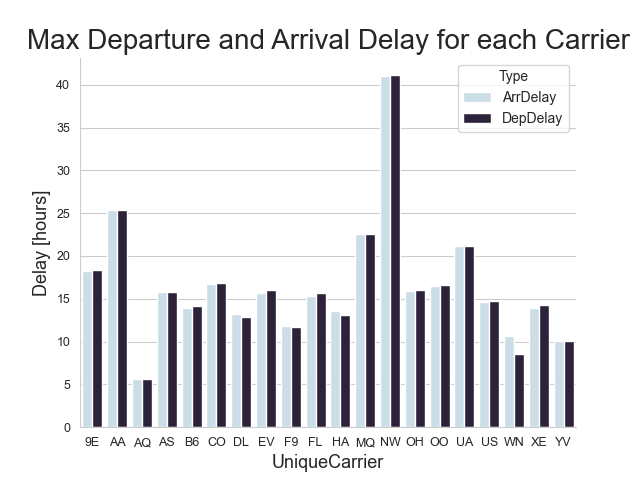 Max Departure and Arrival Delay for each Carrier
Type
ArrDelay
DepDelay
Delay [hours]
40
35
30
25
20
15
10
5
0
9E AA AQ AS B6 CO DL EV F9 FL HA MQ NW OH OO UA US WN XE YV
UniqueCarrier